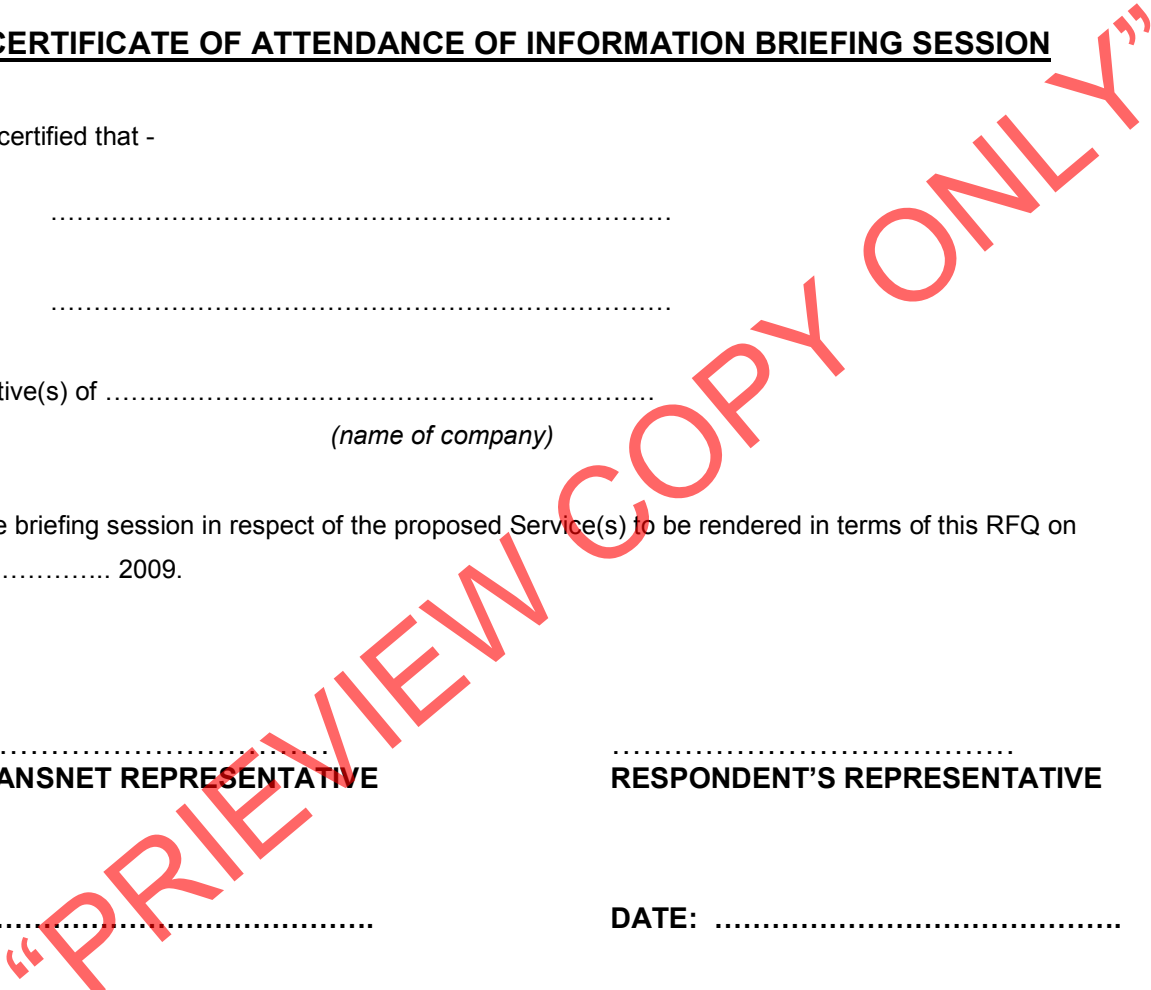 CERTIFICATE OF ATTENDANCE OF INFORMATION BRIEFING SESSION
certified that -
……………………………………………………………
……………………………………………………………
tive(s) of …….…………………………………….………
(name of company)
e briefing session in respect of the proposed Service(s) to be rendered in terms of this RFQ on
………….. 2009.
……………………………… …………………………………
ANSNET REPRESENTATIVE RESPONDENT’S REPRESENTATIVE
………………………………….. DATE: …………………………………….
“PRIEVIEW COPY ONLY”